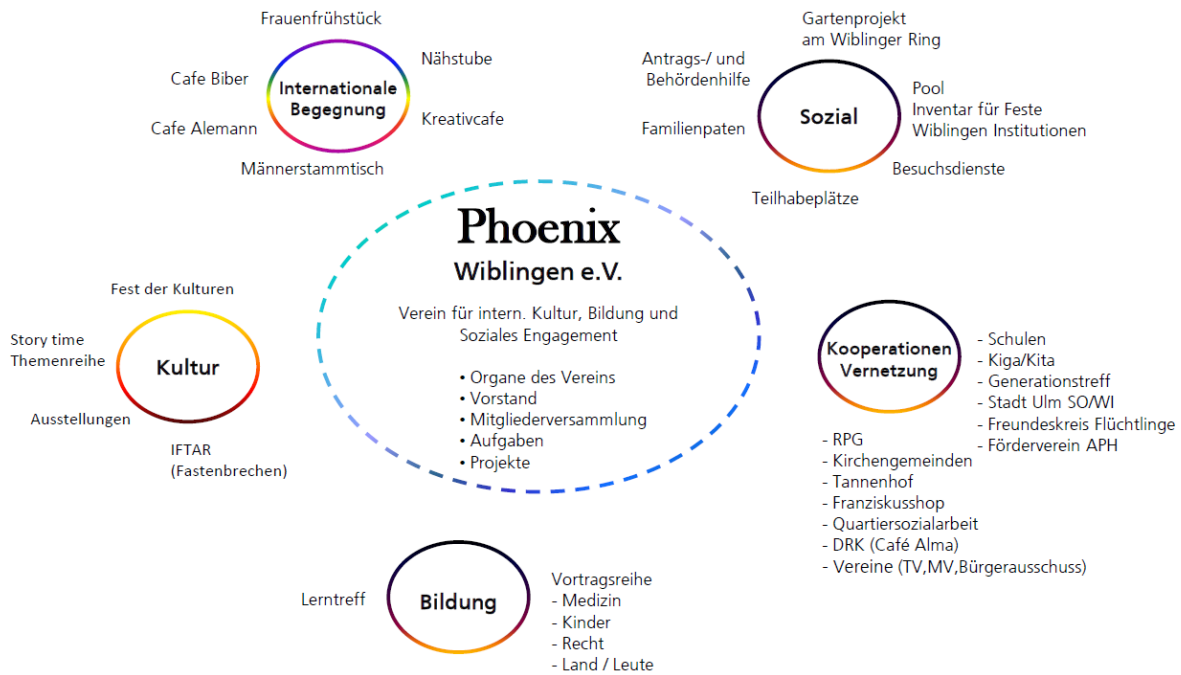 Frauenfrühstück
Nähstube
Cafe Biber
Internationale
Begegnung
Kreativcafe
Cafe Alemann
Männerstammtisch
Gartenprojekt
am Wiblinger Ring
Antrags-/ und
Behördenhilfe
Pool
Inventar für Feste
Wiblingen Institutionen
Sozial
Familienpaten
Besuchsdienste
Teilhabeplätze
Phoenix
Wiblingen e.V.
Verein für intern. Kultur, Bildung und
Soziales Engagement
• Organe des Vereins
• Vorstand
• Mitgliederversammlung
• Aufgaben
• Projekte
Fest der Kulturen
Story time
Themenreihe
Kultur
Ausstellungen
IFTAR
(Fastenbrechen)
Kooperationen
Vernetzung
- Schulen
- Kiga/Kita
- Generationstreff
- Stadt Ulm SO/WI
- Freundeskreis Flüchtlinge
- Förderverein APH
- RPG
- Kirchengemeinden
- Tannenhof
- Franziskusshop
- Quartiersozialarbeit
- DRK (Café Alma)
- Vereine (TV,MV,Bürgerausschuss)
Lerntreff
Bildung
Vortragsreihe
- Medizin
- Kinder
- Recht
- Land / Leute